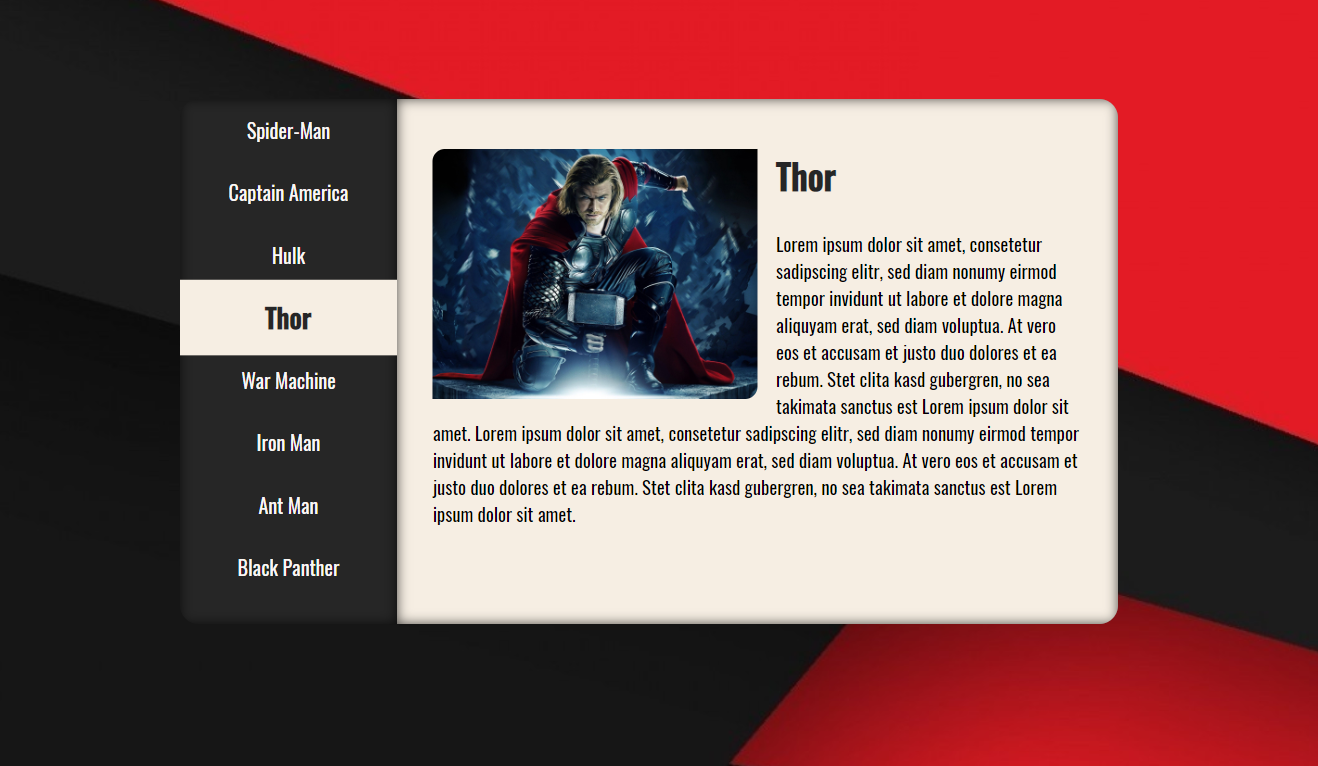 Spider-Man
Captain America
Hulk
Thor
War Machine
Iron Man
Ant Man
Black Panther
Thor
Lorem ipsum dolor sit amet, consetetur
sadipscing elitr, sed diam nonumy eirmod
tempor invidunt ut labore et dolore magna
aliquyam erat, sed diam voluptua. At vero
eos et accusam et justo duo dolores et ea
rebum. Stet clita kasd gubergren, no sea
takimata sanctus est Lorem ipsum dolor sit
amet. Lorem ipsum dolor sit amet, consetetur sadipscing elitr, sed diam nonumy eirmod tempor
invidunt ut labore et dolore magna aliquyam erat, sed diam voluptua. At vero eos et accusam et
justo duo dolores et ea rebum. Stet clita kasd gubergren, no sea takimata sanctus est Lorem
ipsum dolor sit amet.